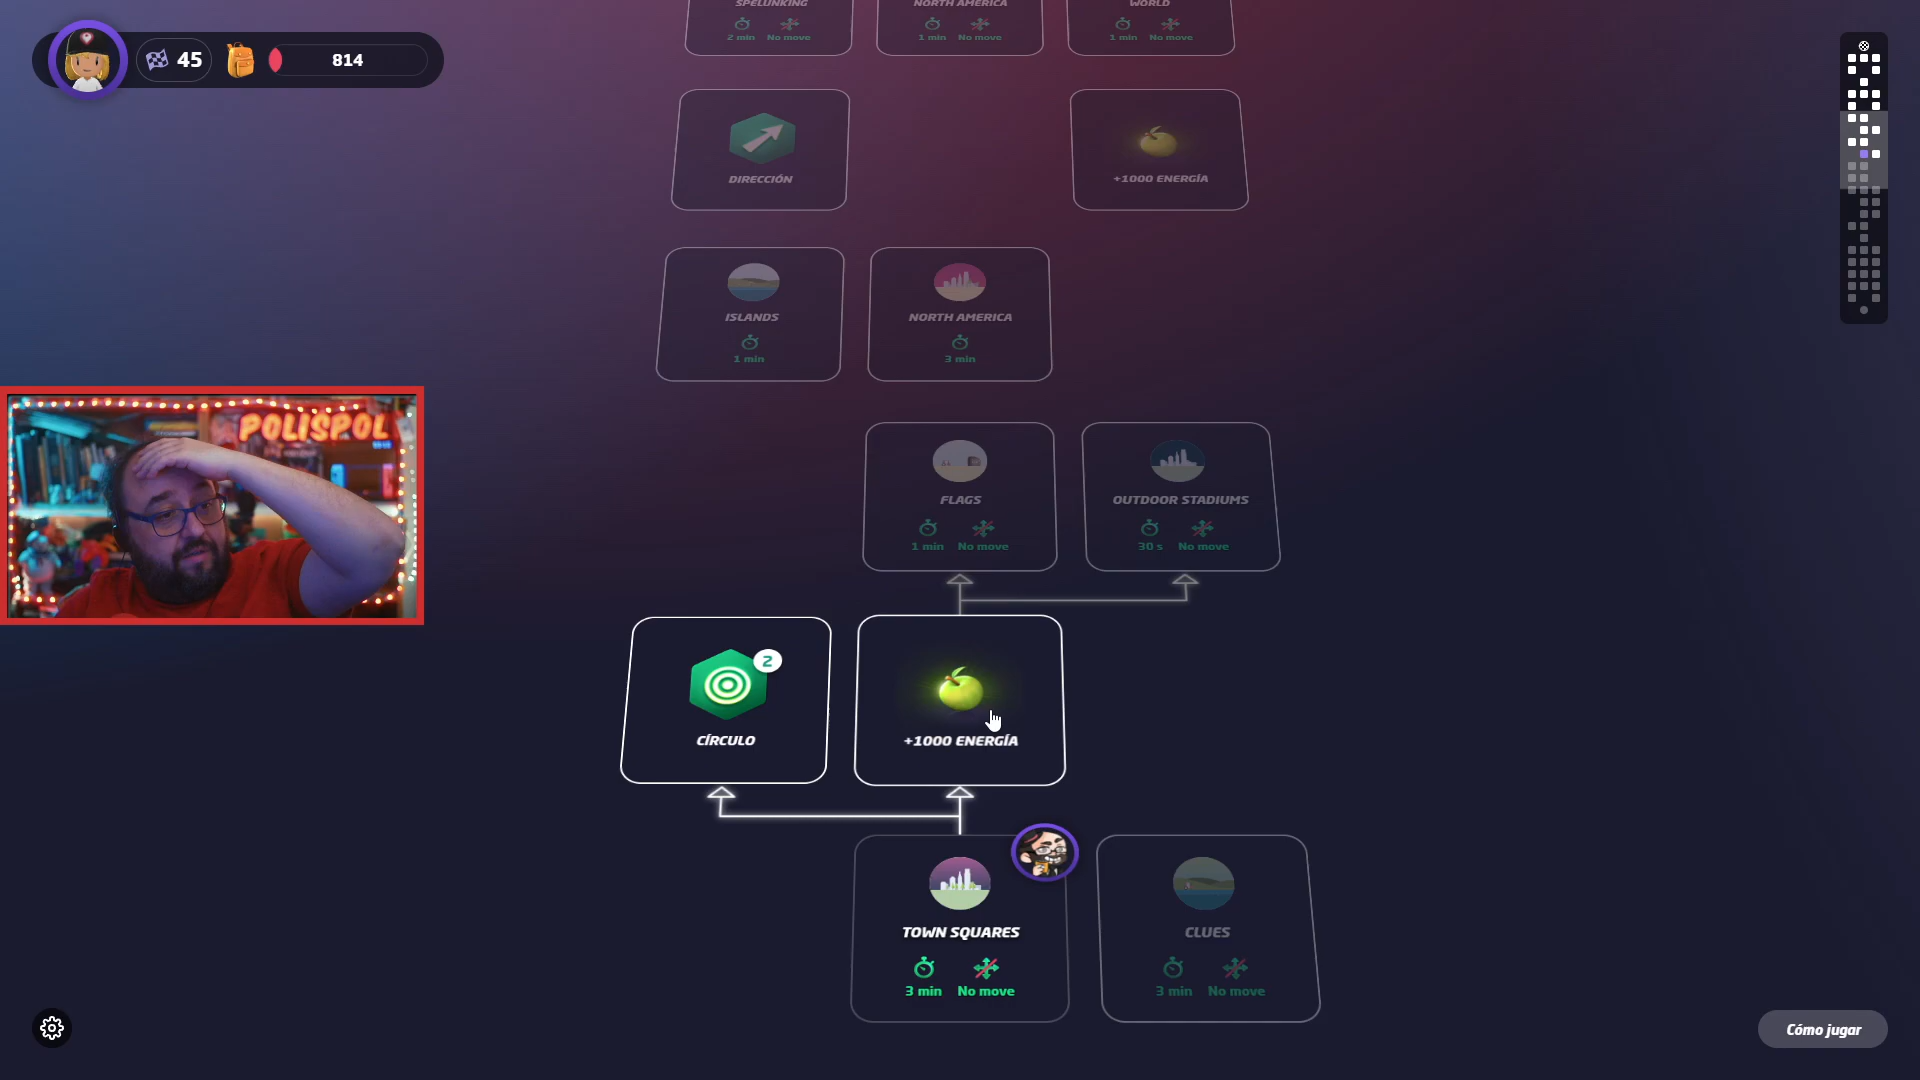 SPELUNKING
2 min No move
NORTH AMERICA
1 min No move
WORLD
1 min No move
45
814
DIRECCIÓN
+1000 ENERGÍA
ISLANDS
1 min
NORTH AMERICA
3 min
POLISPOL
FLAGS
1 min No move
OUTDOOR STADIUMS
30 s No move
2
CÍRCULO
+1000 ENERGÍA
TOWN SQUARES
3 min No move
CLUES
3 min No move
Cómo jugar